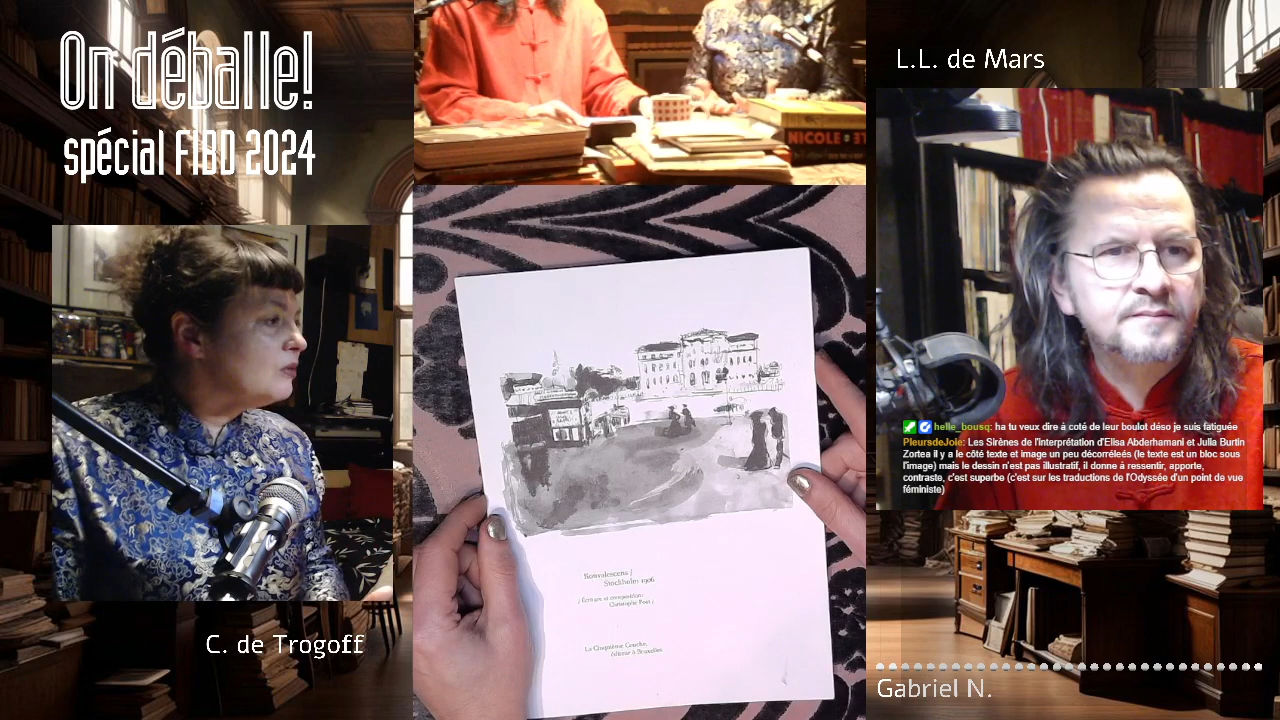 On déballe!
spécial FIBD 2024
C. de Trogoff
NICOLE
Konvalescens /
Stockholm 1906
/ Écriture et composition:
Christophe Poot /
La Cinquième Couche,
éditeur à Bruxelles
L.L. de Mars
helle_bousq: ha tu veux dire à coté de leur boulot déso je suis fatiguée
PleursdeJoie: Les Sirènes de l'interprétation d'Elisa Abderhamani et Julia Burtin
Zortea il y a le côté texte et image un peu décorréleés (le texte est un bloc sous
l'image) mais le dessin n'est pas illustratif, il donne à ressentir, apporte,
contraste, c'est superbe (c'est sur les traductions de l'Odyssée d'un point de vue
féministe)
Gabriel N.